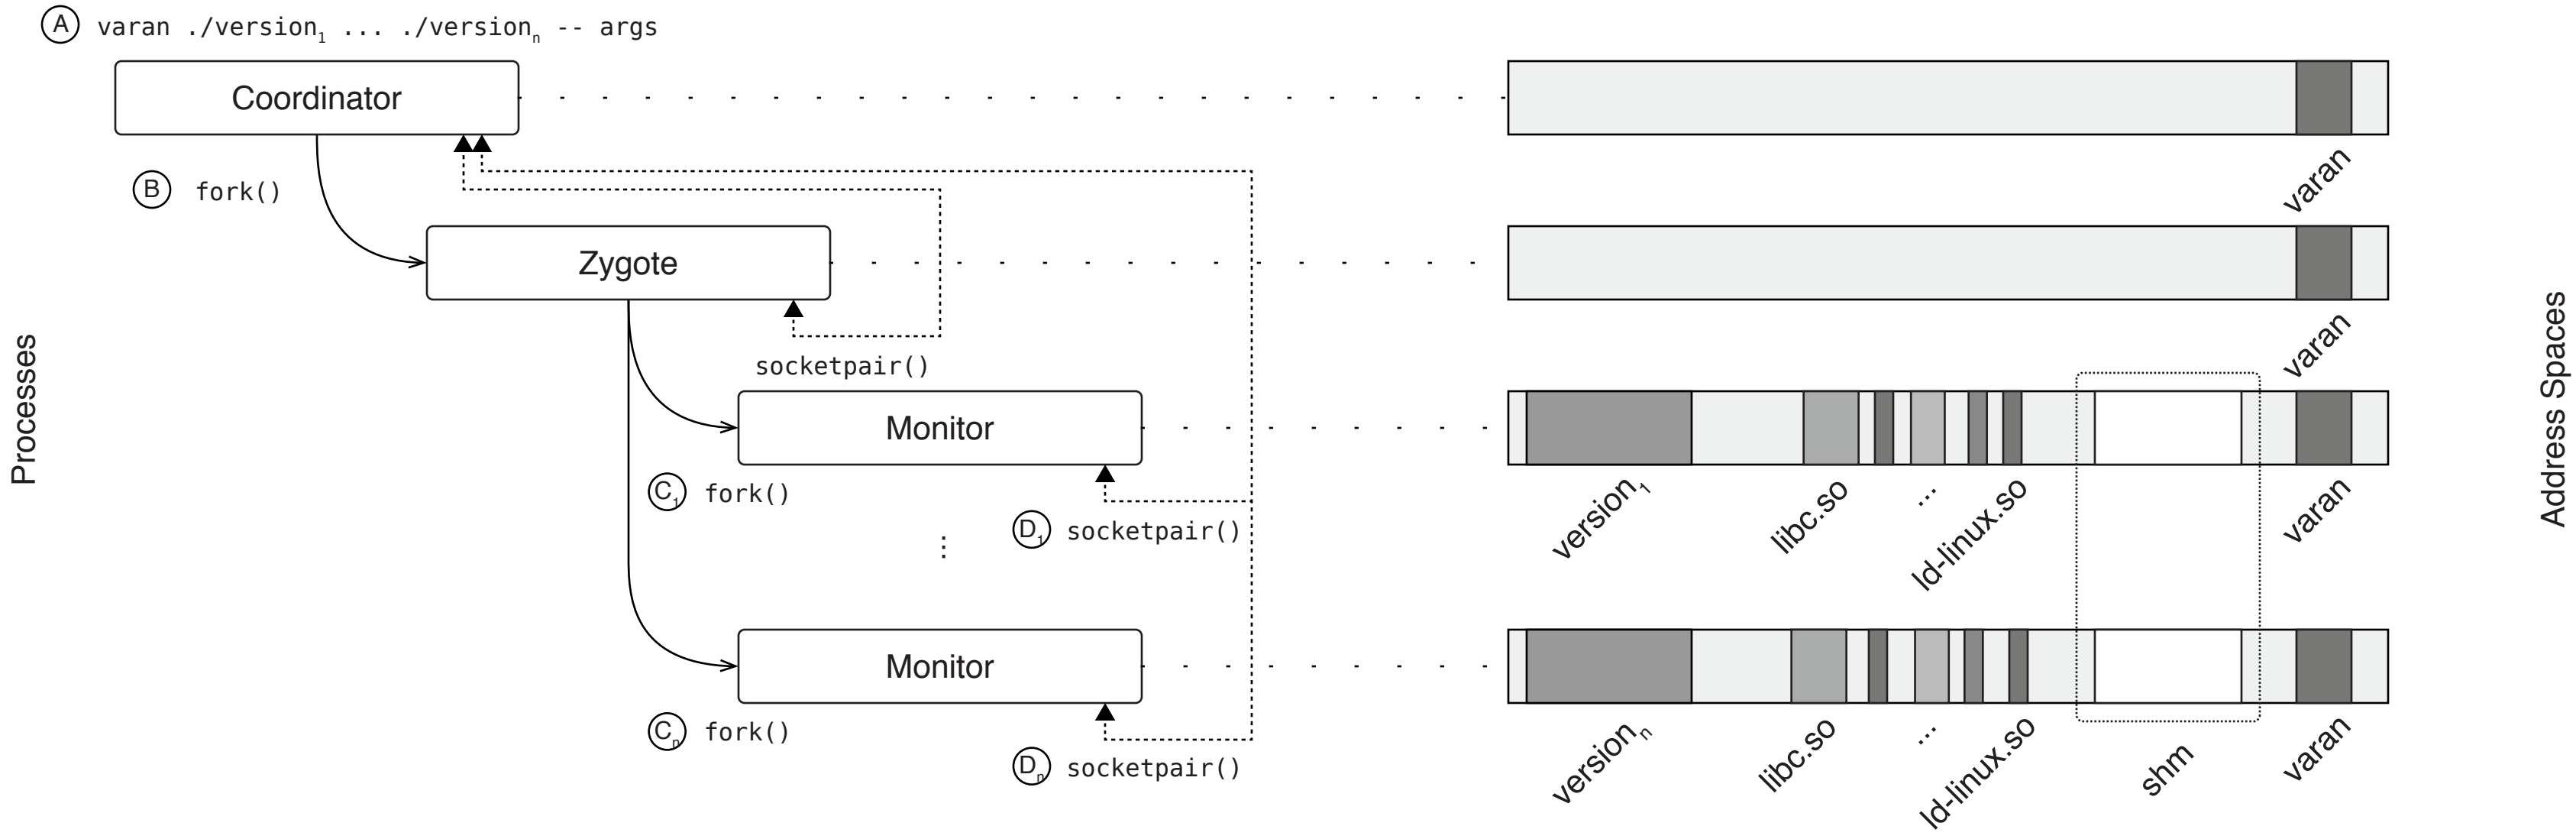 A varan ./version1 ... ./versionn -- args
Coordinator
varan
B fork()
Zygote
varan
socketpair()
Processes
Address Spaces
Monitor
C1 fork()
D1 socketpair()
version1
libc.so
...
ld-linux.so
varan
⋮
Monitor
Cn fork()
Dn socketpair()
versionn
libc.so
...
ld-linux.so
shm
varan